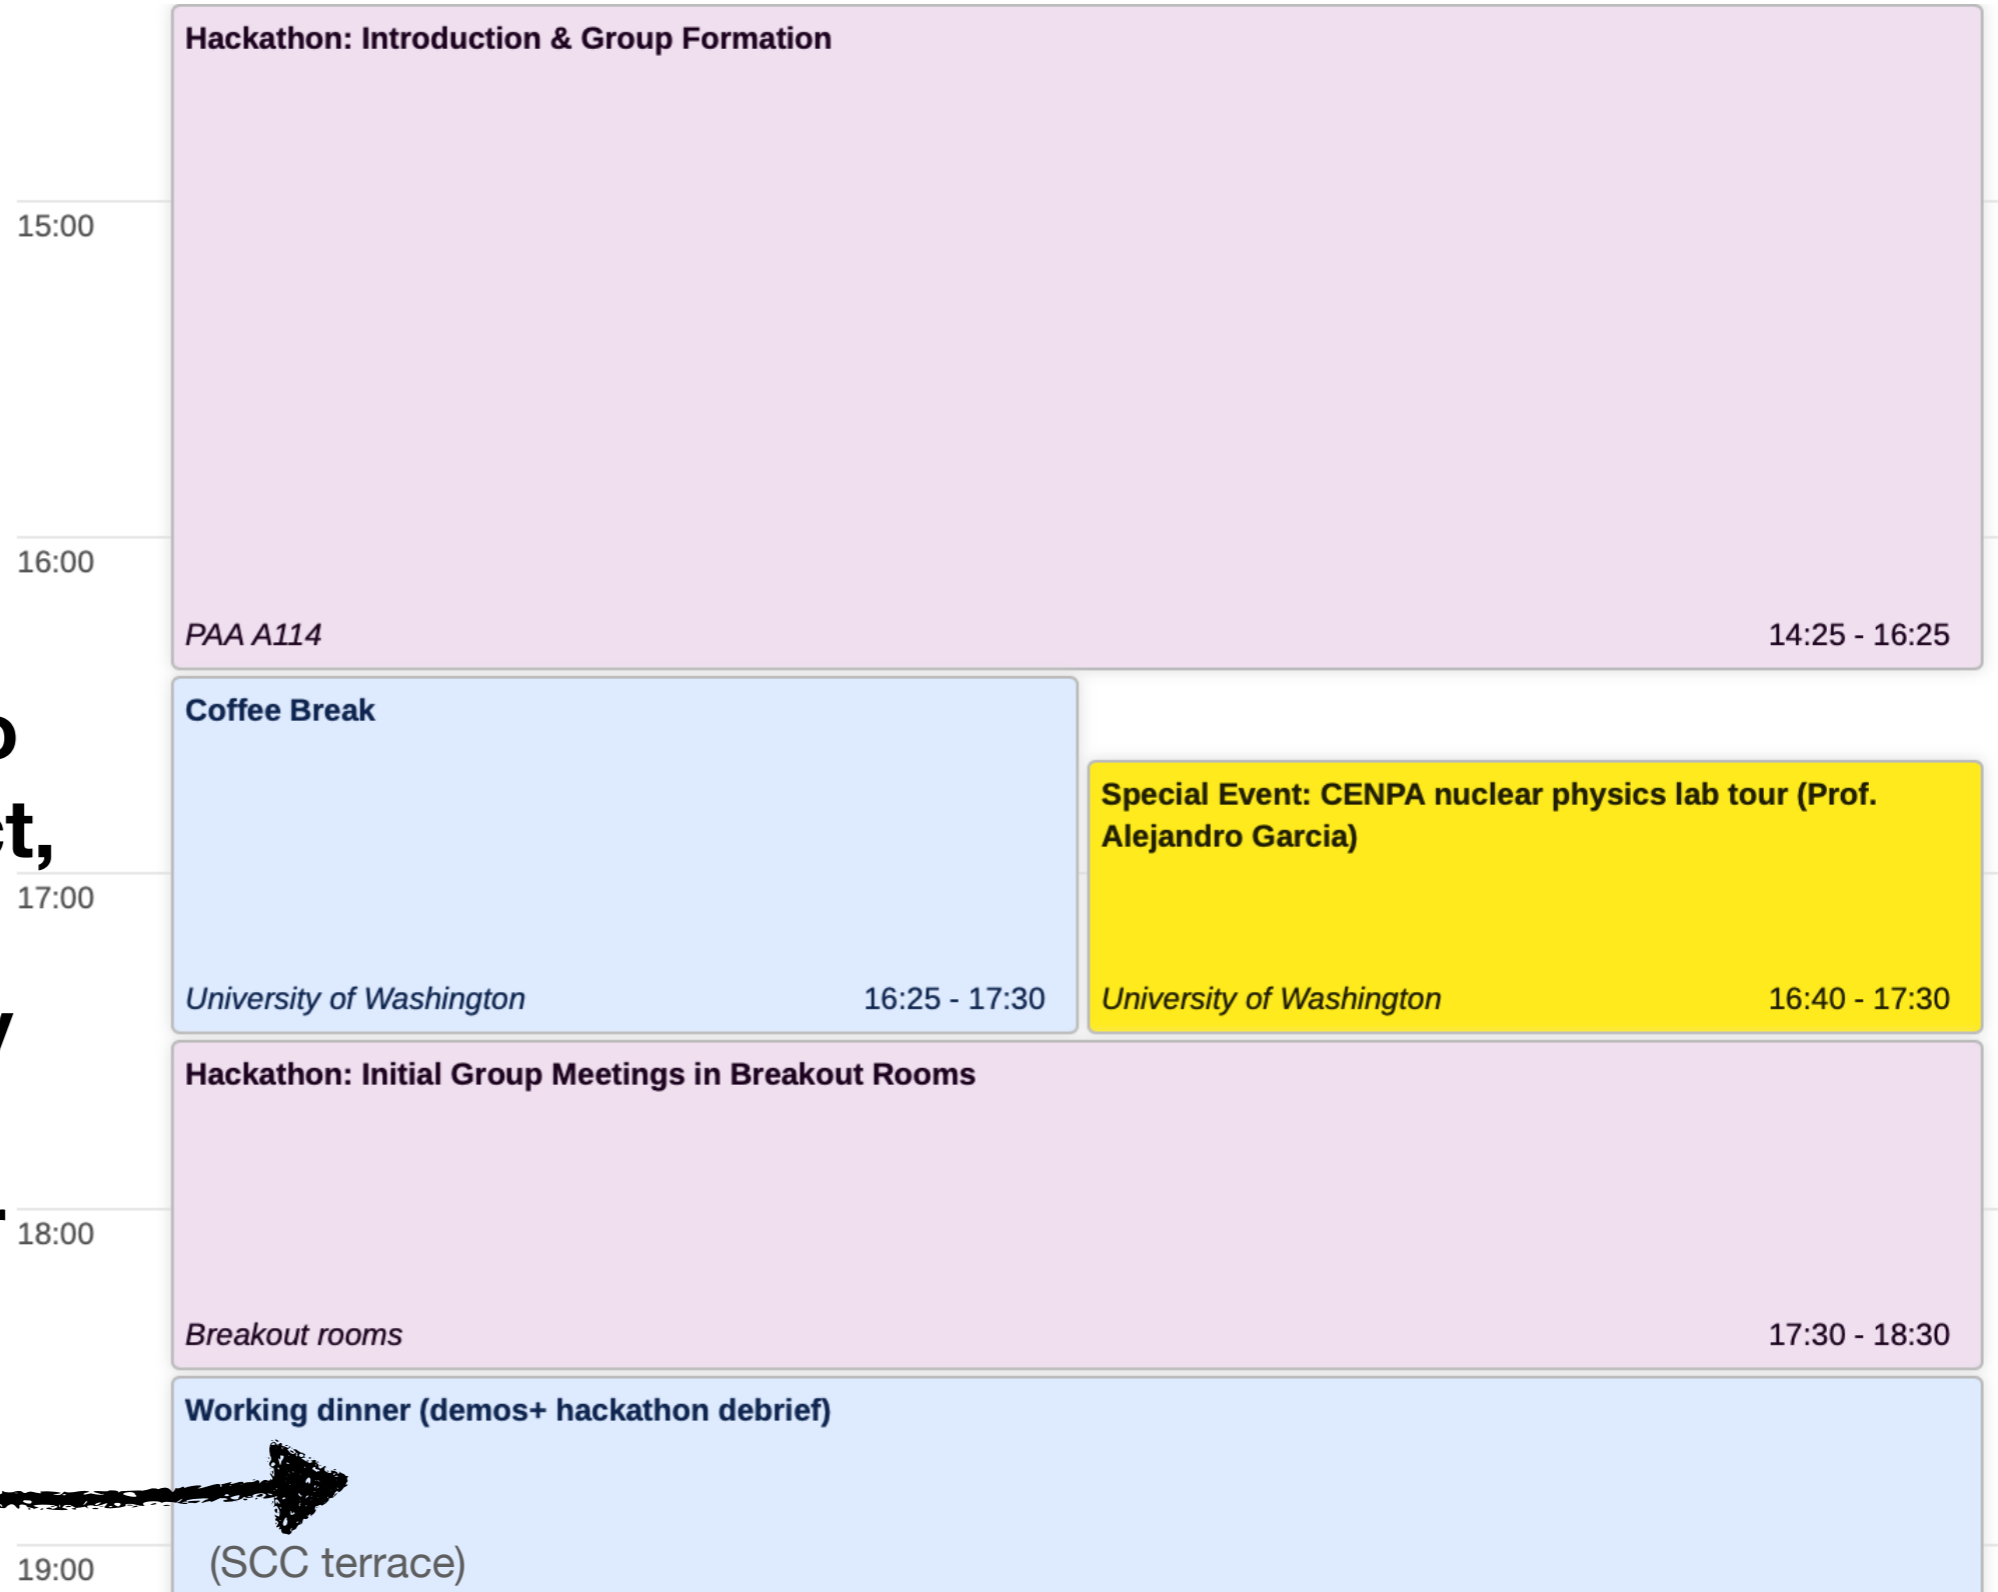 Hackathon: Introduction & Group Formation
15:00
16:00
PAA A114
14:25 - 16:25
Coffee Break
Special Event: CENPA nuclear physics lab tour (Prof.
Alejandro Garcia)
17:00
University of Washington
16:25 - 17:30
University of Washington
16:40 - 17:30
Hackathon: Initial Group Meetings in Breakout Rooms
18:00
Breakout rooms
17:30 - 18:30
Working dinner (demos+ hackathon debrief)
(SCC terrace)
19:00